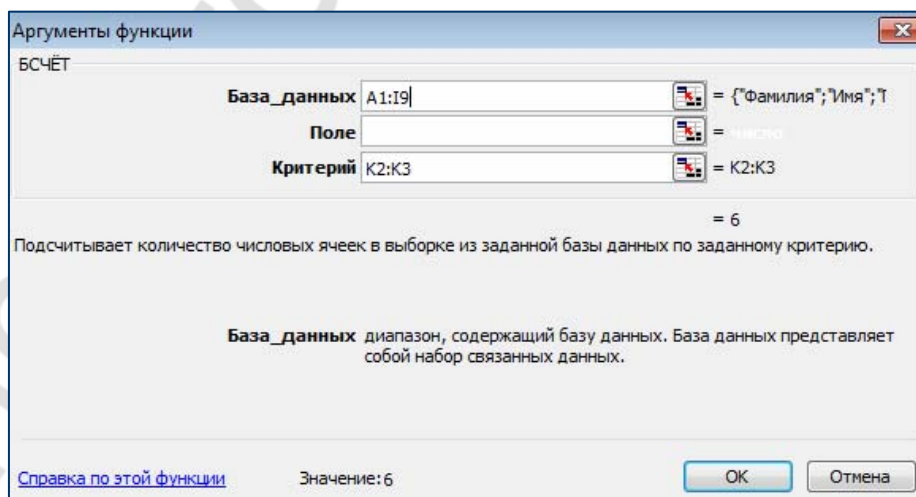 Аргументы функции
БСЧЁТ
База_данных A1:I9 = {"Фамилия";"Имя";"Т
Поле = число
Критерий K2:K3 = K2:K3
= 6
Подсчитывает количество числовых ячеек в выборке из заданной базы данных по заданному критерию.
База_данных диапазон, содержащий базу данных. База данных представляет
собой набор связанных данных.
Справка по этой функции Значение:6 ОК Отмена